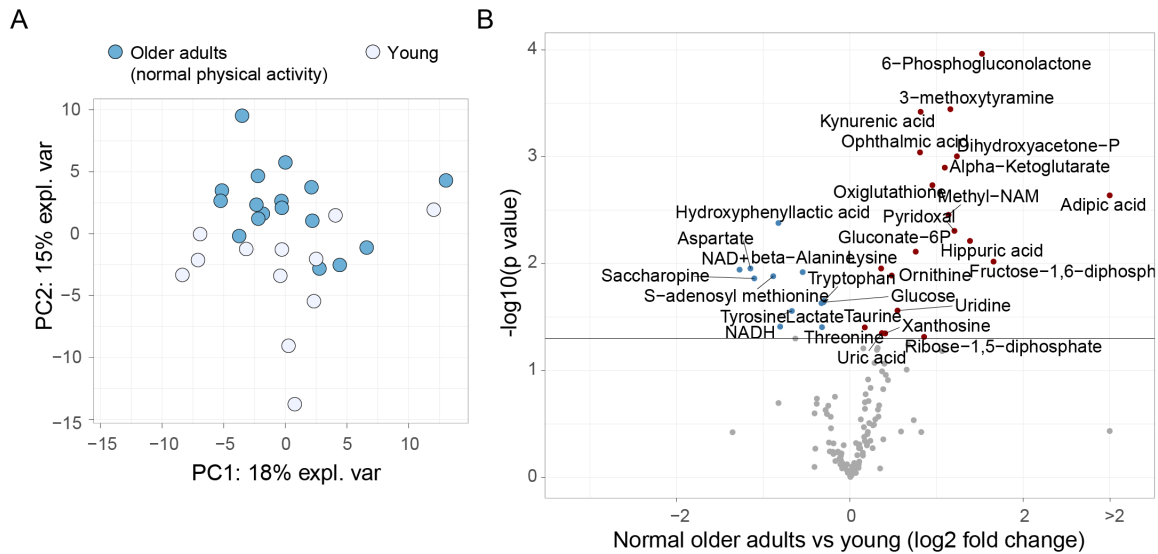 A
Older adults
(normal physical activity)
Young
10
5
0
−5
−10
−15
PC2: 15% expl. var
−15
−10
−5
0
5
10
PC1: 18% expl. var
B
4
3
2
1
0
-log10(p value)
6−Phosphogluconolactone
3−methoxytyramine
Kynurenic acid
Ophthalmic acid
Dihydroxyacetone−P
Alpha−Ketoglutarate
Oxiglutathione
Methyl−NAM
Adipic acid
Hydroxyphenyllactic acid
Pyridoxal
Aspartate
Gluconate−6P
Hippuric acid
NAD+
beta−Alanine
Lysine
Saccharopine
Tryptophan
Ornithine
Fructose−1,6−diphosph
S−adenosyl methionine
Glucose
Uridine
Tyrosine
Lactate
Taurine
NADH
Threonine
Xanthosine
Uric acid
Ribose−1,5−diphosphate
−2
0
2
>2
Normal older adults vs young (log2 fold change)